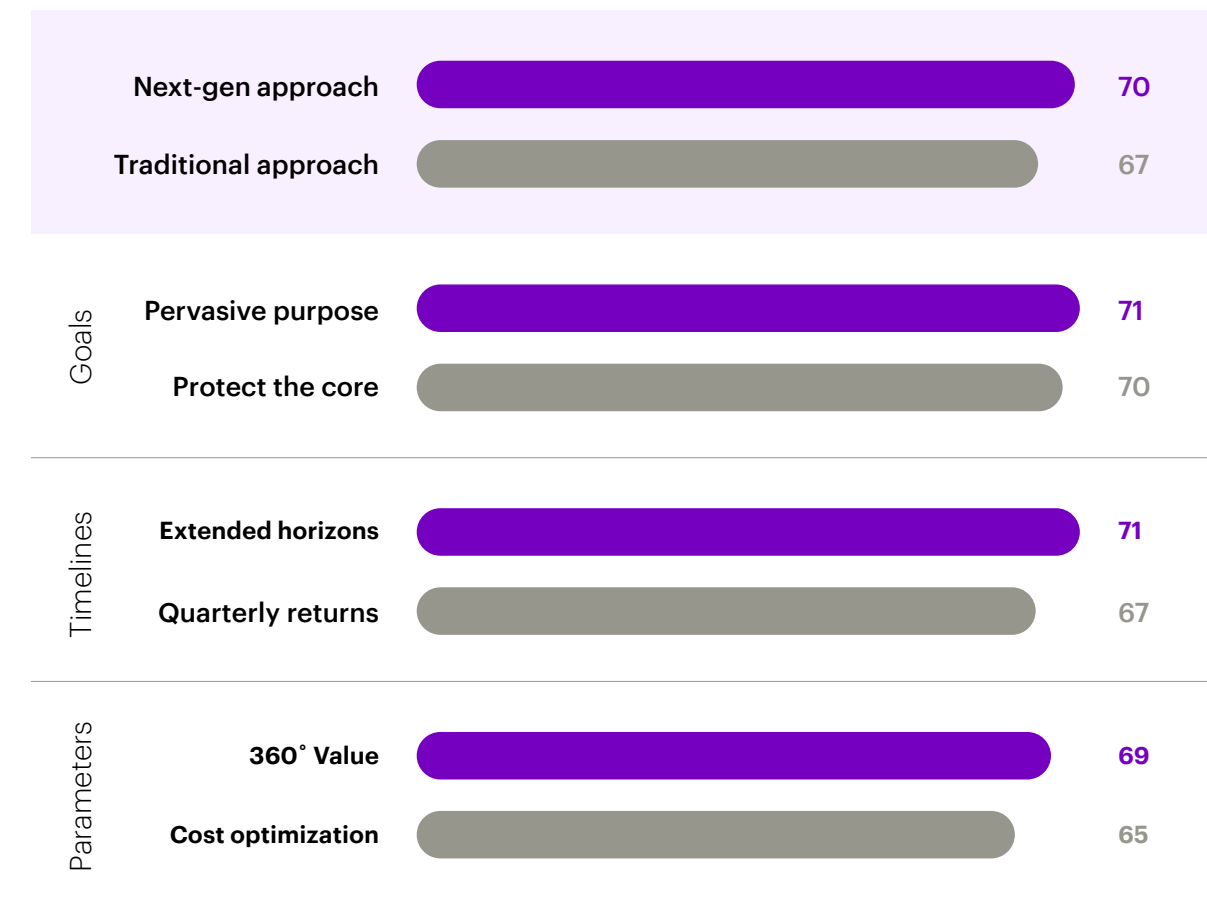 Next-gen approach 70
Traditional approach 67
Goals
Pervasive purpose 71
Protect the core 70
Timelines
Extended horizons 71
Quarterly returns 67
Parameters
360˚ Value 69
Cost optimization 65